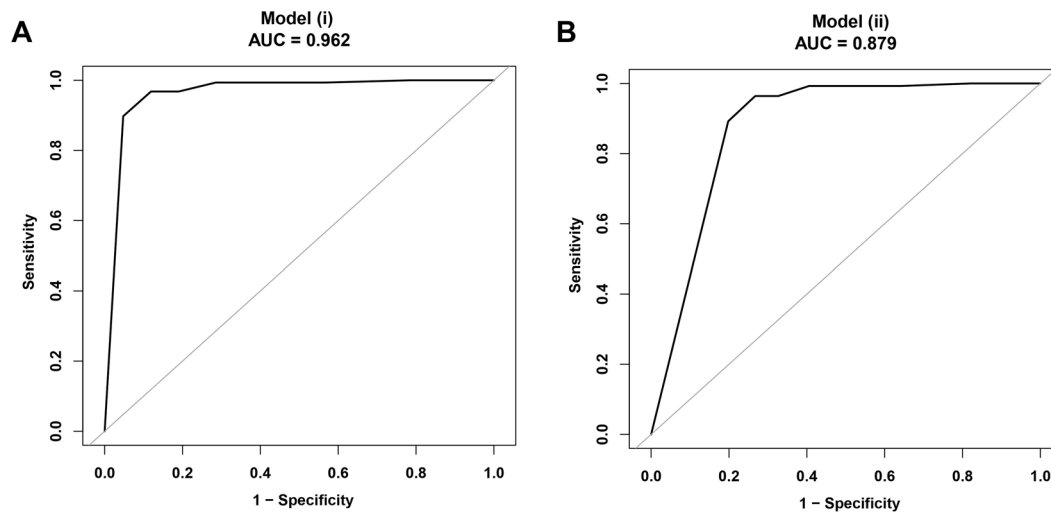 A
Model (i)
AUC = 0.962
1.0
0.8
0.6
0.4
0.2
0.0
Sensitivity
0.0 0.2 0.4 0.6 0.8 1.0
1 − Specificity
B
Model (ii)
AUC = 0.879
1.0
0.8
0.6
0.4
0.2
0.0
Sensitivity
0.0 0.2 0.4 0.6 0.8 1.0
1 − Specificity